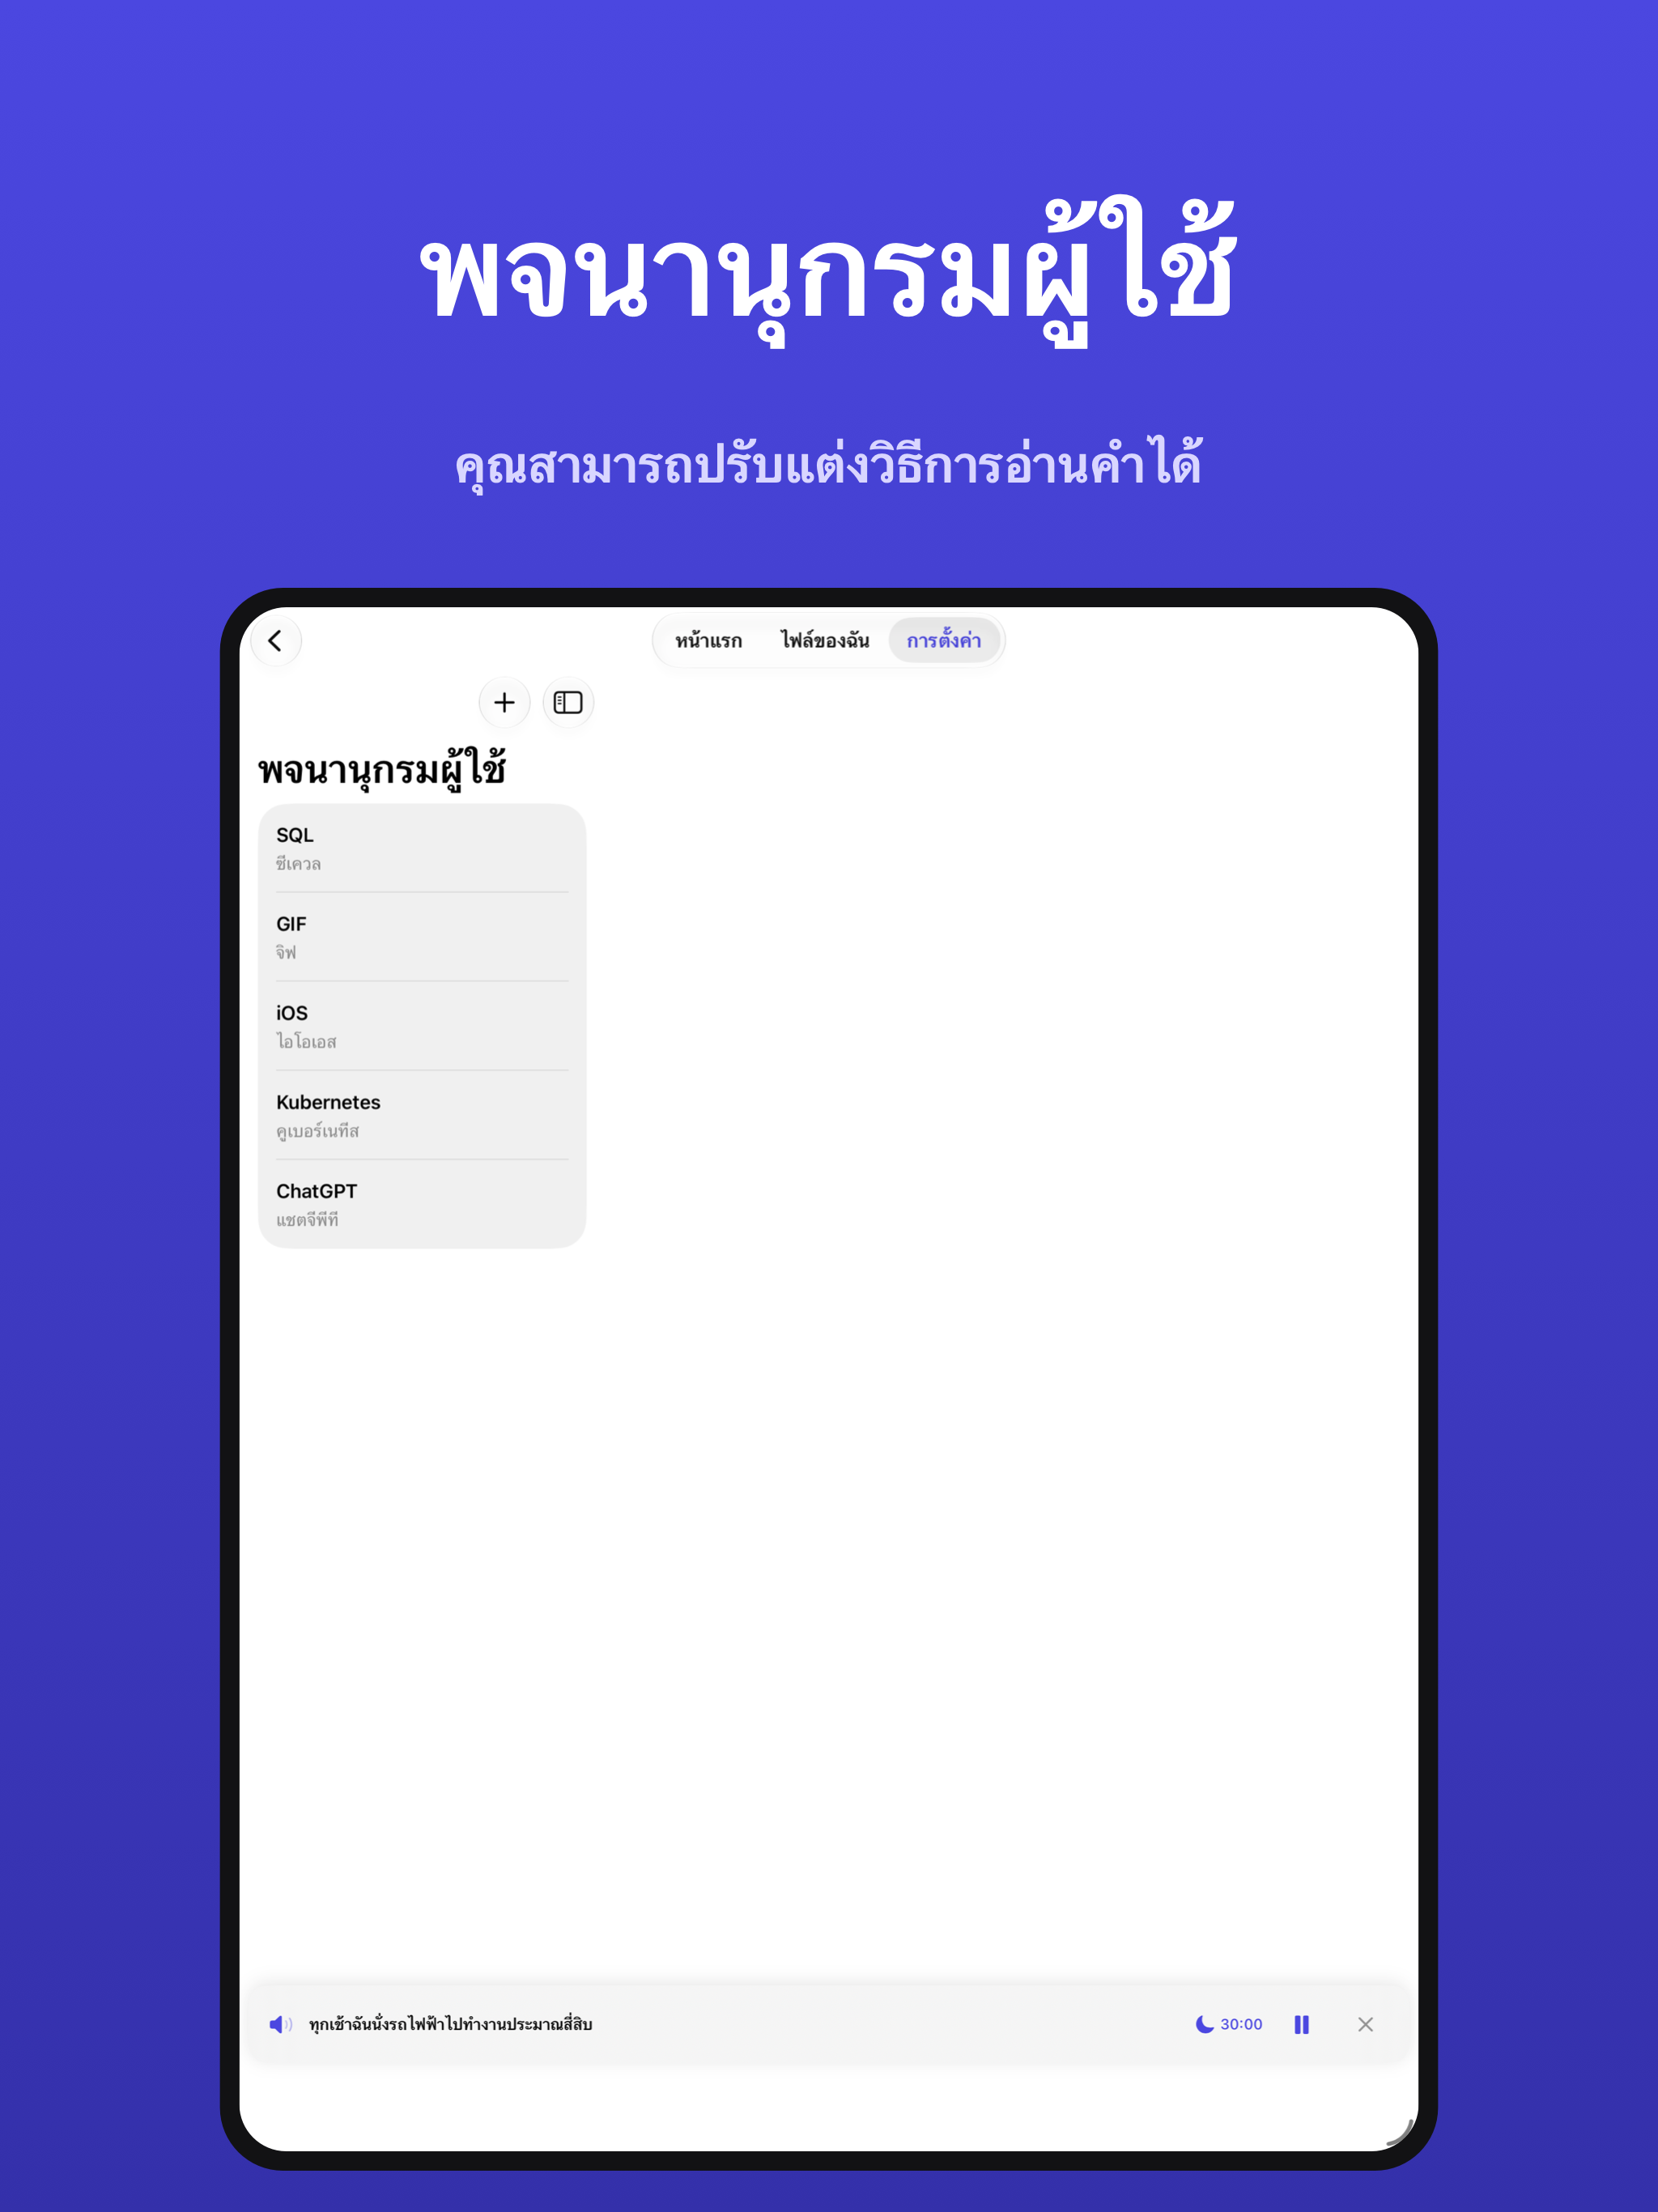 พจนานุกรมผู้ใช้
คุณสามารถปรับแต่งวิธีการอ่านคำได้
หน้าแรก ไฟล์ของฉัน การตั้งค่า
พจนานุกรมผู้ใช้
SQL
ซีเควล
GIF
จิฟ
iOS
ไอโอเอส
Kubernetes
คูเบอร์เนทีส
ChatGPT
แชตจีพีที
ทุกเช้าฉันนั่งรถไฟฟ้าไปทำงานประมาณสี่สิบ 30:00